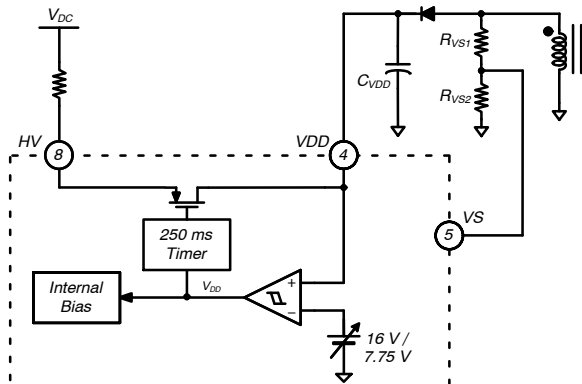 VDC
RVS1
CVDD
RVS2
HV
8
VDD
4
VS
5
250 ms
Timer
Internal
Bias
VDD
+
–
16 V /
7.75 V